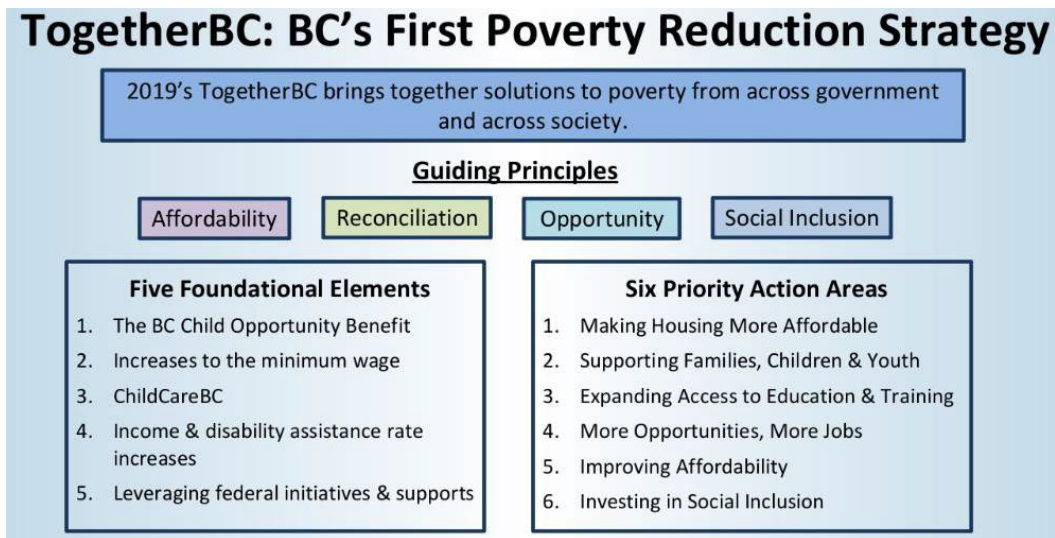 TogetherBC: BC's First Poverty Reduction Strategy
2019's TogetherBC brings together solutions to poverty from across government
and across society.
Guiding Principles
Affordability
Reconciliation
Opportunity
Social Inclusion
Five Foundational Elements
1. The BC Child Opportunity Benefit
2. Increases to the minimum wage
3. ChildCareBC
4. Income & disability assistance rate
increases
5. Leveraging federal initiatives & supports
Six Priority Action Areas
1. Making Housing More Affordable
2. Supporting Families, Children & Youth
3. Expanding Access to Education & Training
4. More Opportunities, More Jobs
5. Improving Affordability
6. Investing in Social Inclusion